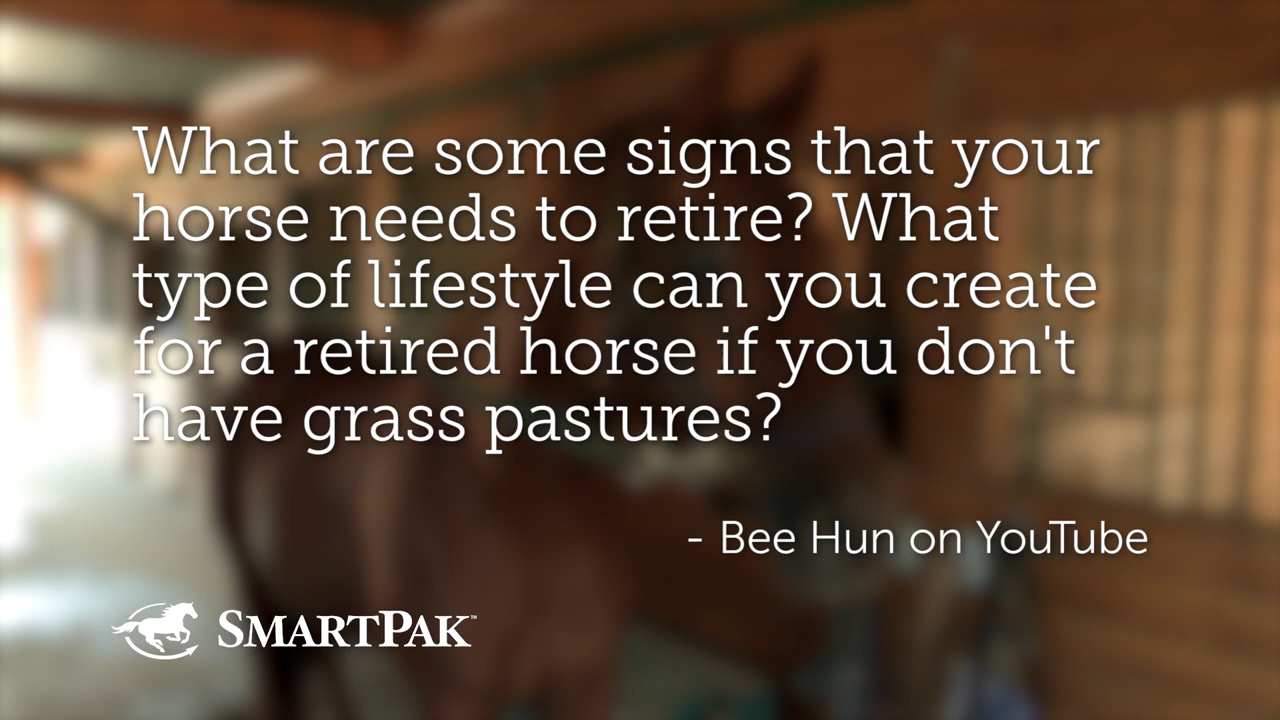 What are some signs that your
horse needs to retire? What
type of lifestyle can you create
for a retired horse if you don't
have grass pastures?
- Bee Hun on YouTube
SMARTPAK™